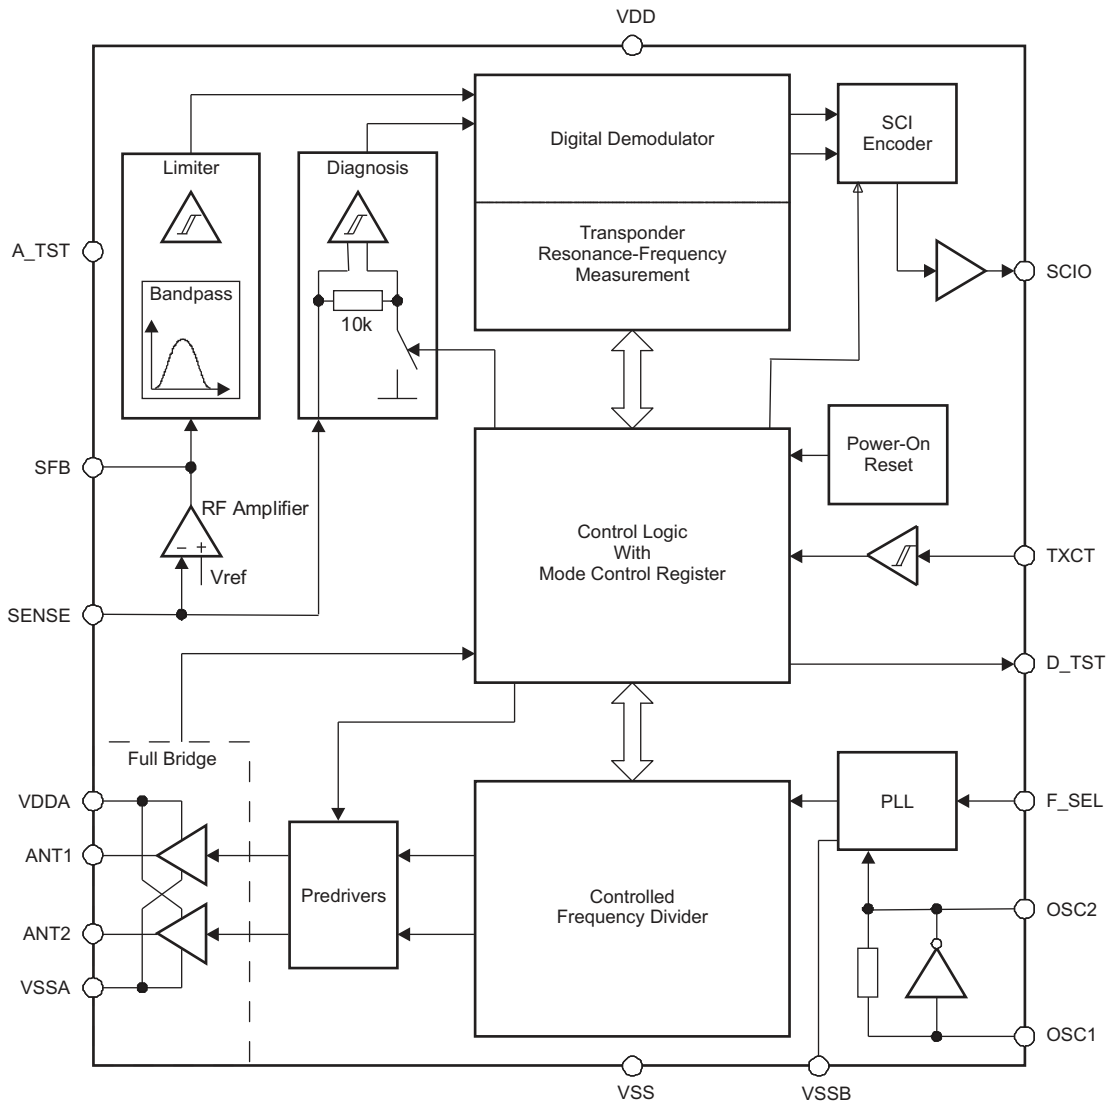 VDD
SCI
Encoder
Digital Demodulator
Limiter
Diagnosis
A_TST
Transponder
Resonance-Frequency
Measurement
SCIO
Bandpass
10k
Power-On
Reset
SFB
RF Amplifier
Control Logic
With
Mode Control Register
− +
Vref
TXCT
SENSE
D_TST
Full Bridge
VDDA
PLL
F_SEL
ANT1
Predrivers
Controlled
Frequency Divider
OSC2
ANT2
VSSA
OSC1
VSS
VSSB